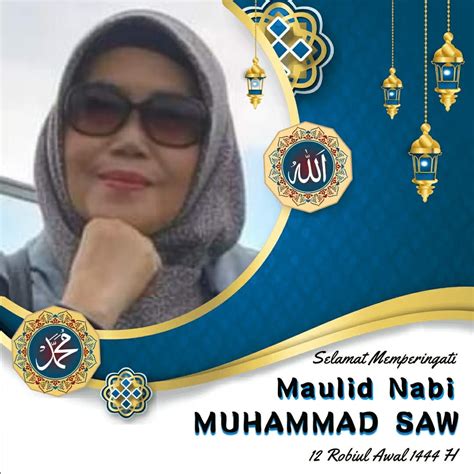 الله
محمد
Selamat Memperingati
Maulid Nabi
MUHAMMAD SAW
12 Robiul Awal 1444 H